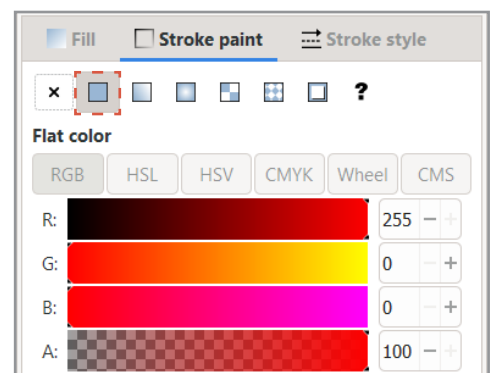 Fill Stroke paint Stroke style
× ?
Flat color
RGB HSL HSV CMYK Wheel CMS
R: 255 − +
G: 0 − +
B: 0 − +
A: 100 − +